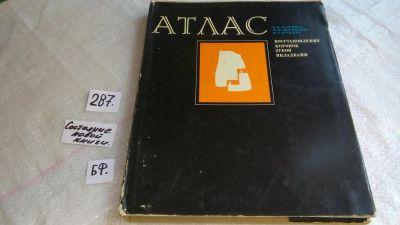 АТЛАС
ВОССТАНОВЛЕНИЕ
КОРОНОК
ЗУБОВ
ВКЛАДКАМИ
287.
Состояние
новой
книги.
БФ.